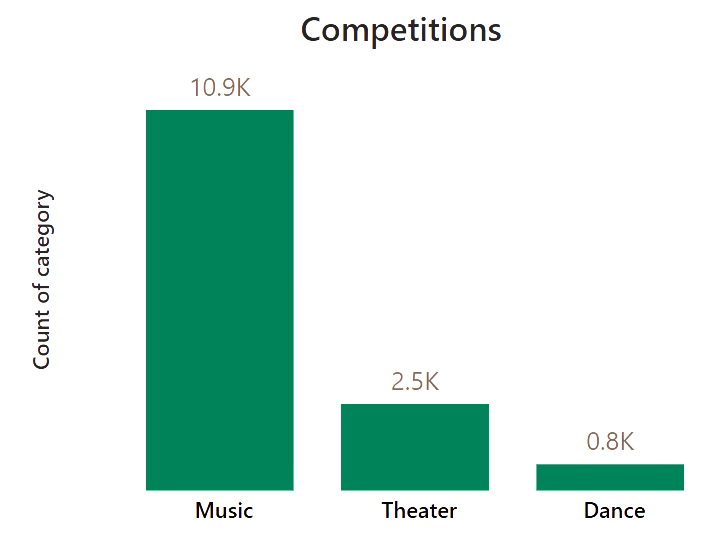 Competitions
Count of category
10.9K
2.5K
0.8K
Music
Theater
Dance